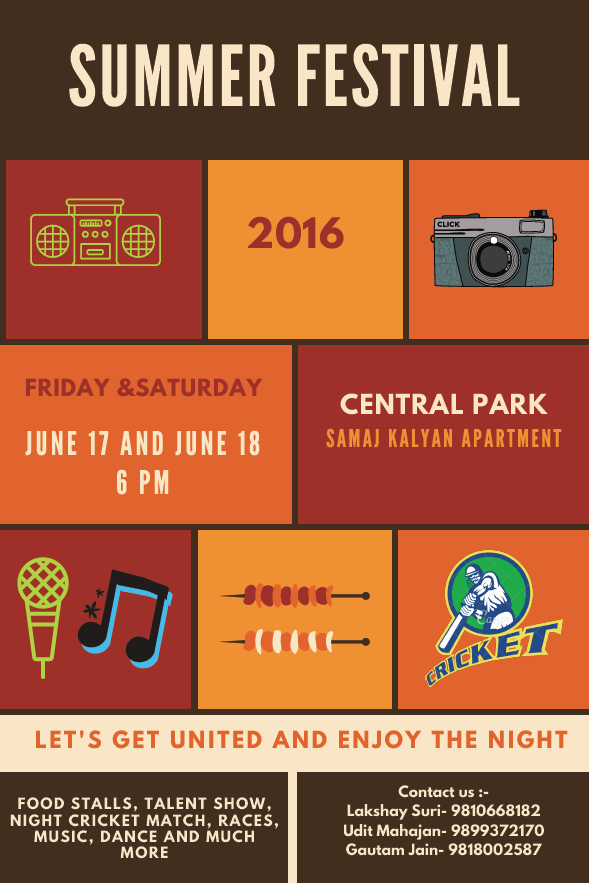 SUMMER FESTIVAL
2016
CLICK
FRIDAY &SATURDAY
JUNE 17 AND JUNE 18
6 PM
CENTRAL PARK
SAMAJ KALYAN APARTMENT
CRICKET
LET'S GET UNITED AND ENJOY THE NIGHT
FOOD STALLS, TALENT SHOW,
NIGHT CRICKET MATCH, RACES,
MUSIC, DANCE AND MUCH
MORE
Contact us :-
Lakshay Suri- 9810668182
Udit Mahajan- 9899372170
Gautam Jain- 9818002587